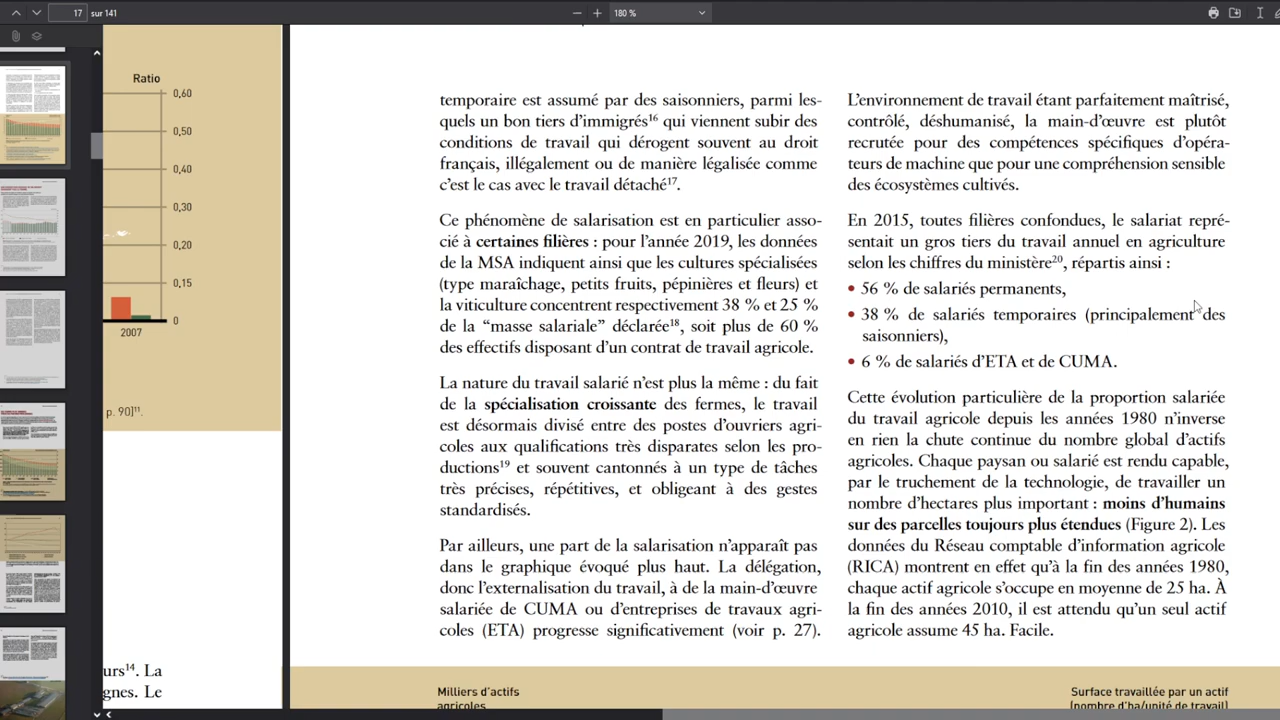 17 sur 141
180 %
Ratio
0,60
0,50
0,40
0,30
0,20
0,15
0
2007
p. 90]¹¹.
urs¹⁴. La
gnes. Le
temporaire est assumé par des saisonniers, parmi les-
quels un bon tiers d’immigrés¹⁶ qui viennent subir des
conditions de travail qui dérogent souvent au droit
français, illégalement ou de manière légalisée comme
c’est le cas avec le travail détaché¹⁷.
Ce phénomène de salarisation est en particulier asso-
cié à certaines filières : pour l’année 2019, les données
de la MSA indiquent ainsi que les cultures spécialisées
(type maraîchage, petits fruits, pépinières et fleurs) et
la viticulture concentrent respectivement 38 % et 25 %
de la “masse salariale” déclarée¹⁸, soit plus de 60 %
des effectifs disposant d’un contrat de travail agricole.
La nature du travail salarié n’est plus la même : du fait
de la spécialisation croissante des fermes, le travail
est désormais divisé entre des postes d’ouvriers agri-
coles aux qualifications très disparates selon les pro-
ductions¹⁹ et souvent cantonnés à un type de tâches
très précises, répétitives, et obligeant à des gestes
standardisés.
Par ailleurs, une part de la salarisation n’apparaît pas
dans le graphique évoqué plus haut. La délégation,
donc l’externalisation du travail, à de la main-d’œuvre
salariée de CUMA ou d’entreprises de travaux agri-
coles (ETA) progresse significativement (voir p. 27).
L’environnement de travail étant parfaitement maîtrisé,
contrôlé, déshumanisé, la main-d’œuvre est plutôt
recrutée pour des compétences spécifiques d’opéra-
teurs de machine que pour une compréhension sensible
des écosystèmes cultivés.
En 2015, toutes filières confondues, le salariat repré-
sentait un gros tiers du travail annuel en agriculture
selon les chiffres du ministère²⁰, répartis ainsi :
• 56 % de salariés permanents,
• 38 % de salariés temporaires (principalement des
saisonniers),
• 6 % de salariés d’ETA et de CUMA.
Cette évolution particulière de la proportion salariée
du travail agricole depuis les années 1980 n’inverse
en rien la chute continue du nombre global d’actifs
agricoles. Chaque paysan ou salarié est rendu capable,
par le truchement de la technologie, de travailler un
nombre d’hectares plus important : moins d’humains
sur des parcelles toujours plus étendues (Figure 2). Les
données du Réseau comptable d’information agricole
(RICA) montrent en effet qu’à la fin des années 1980,
chaque actif agricole s’occupe en moyenne de 25 ha. À
la fin des années 2010, il est attendu qu’un seul actif
agricole assume 45 ha. Facile.
Milliers d’actifs
agricoles
Surface travaillée par un actif
(nombre d’ha/unité de travail)